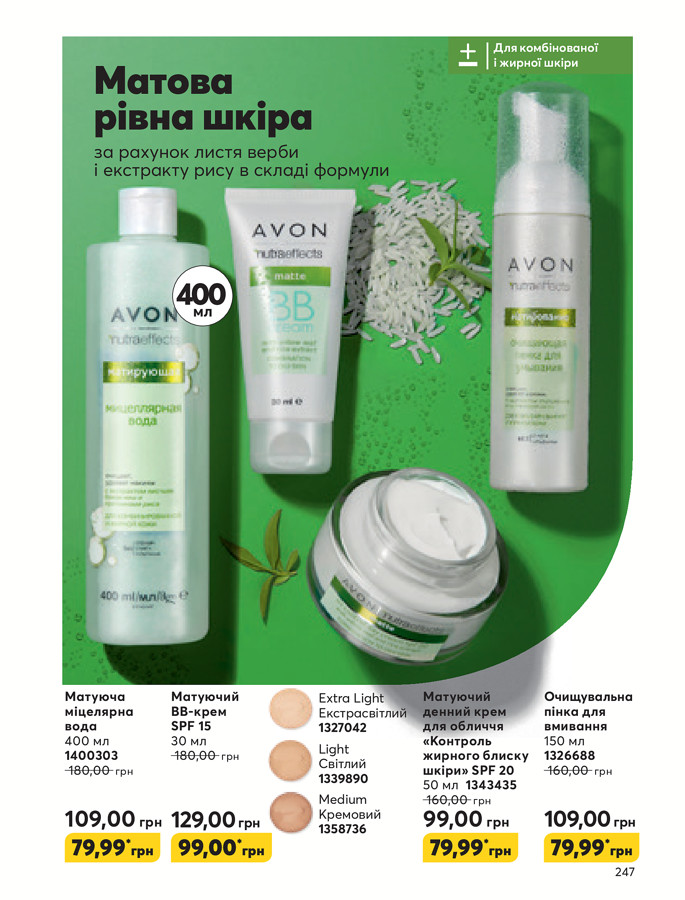 Для комбінованої
і жирної шкіри
Матова
рівна шкіра
за рахунок листя верби
і екстракту рису в складі формули
AVON
nutraeffects
матирующая
мицеллярная
вода
400 ml/мл/
400
мл
AVON
nutraeffects
matte
BB
cream
30 ml e
AVON
nutraeffects
матирование
очищающая
пенка для
умывания
AVON nutraeffects
matte
Матуюча
міцелярна
вода
400 мл
1400303
180,00 грн
109,00 грн
79,99* грн
Матуючий
ВВ-крем
SPF 15
30 мл
180,00 грн
129,00 грн
99,00* грн
Extra Light
Екстрасвітлий
1327042
Light
Світлий
1339890
Medium
Кремовий
1358736
Матуючий
денний крем
для обличчя
«Контроль
жирного блиску
шкіри» SPF 20
50 мл 1343435
160,00 грн
99,00 грн
79,99* грн
Очищувальна
пінка для
вмивання
150 мл
1326688
160,00 грн
109,00 грн
79,99* грн
247